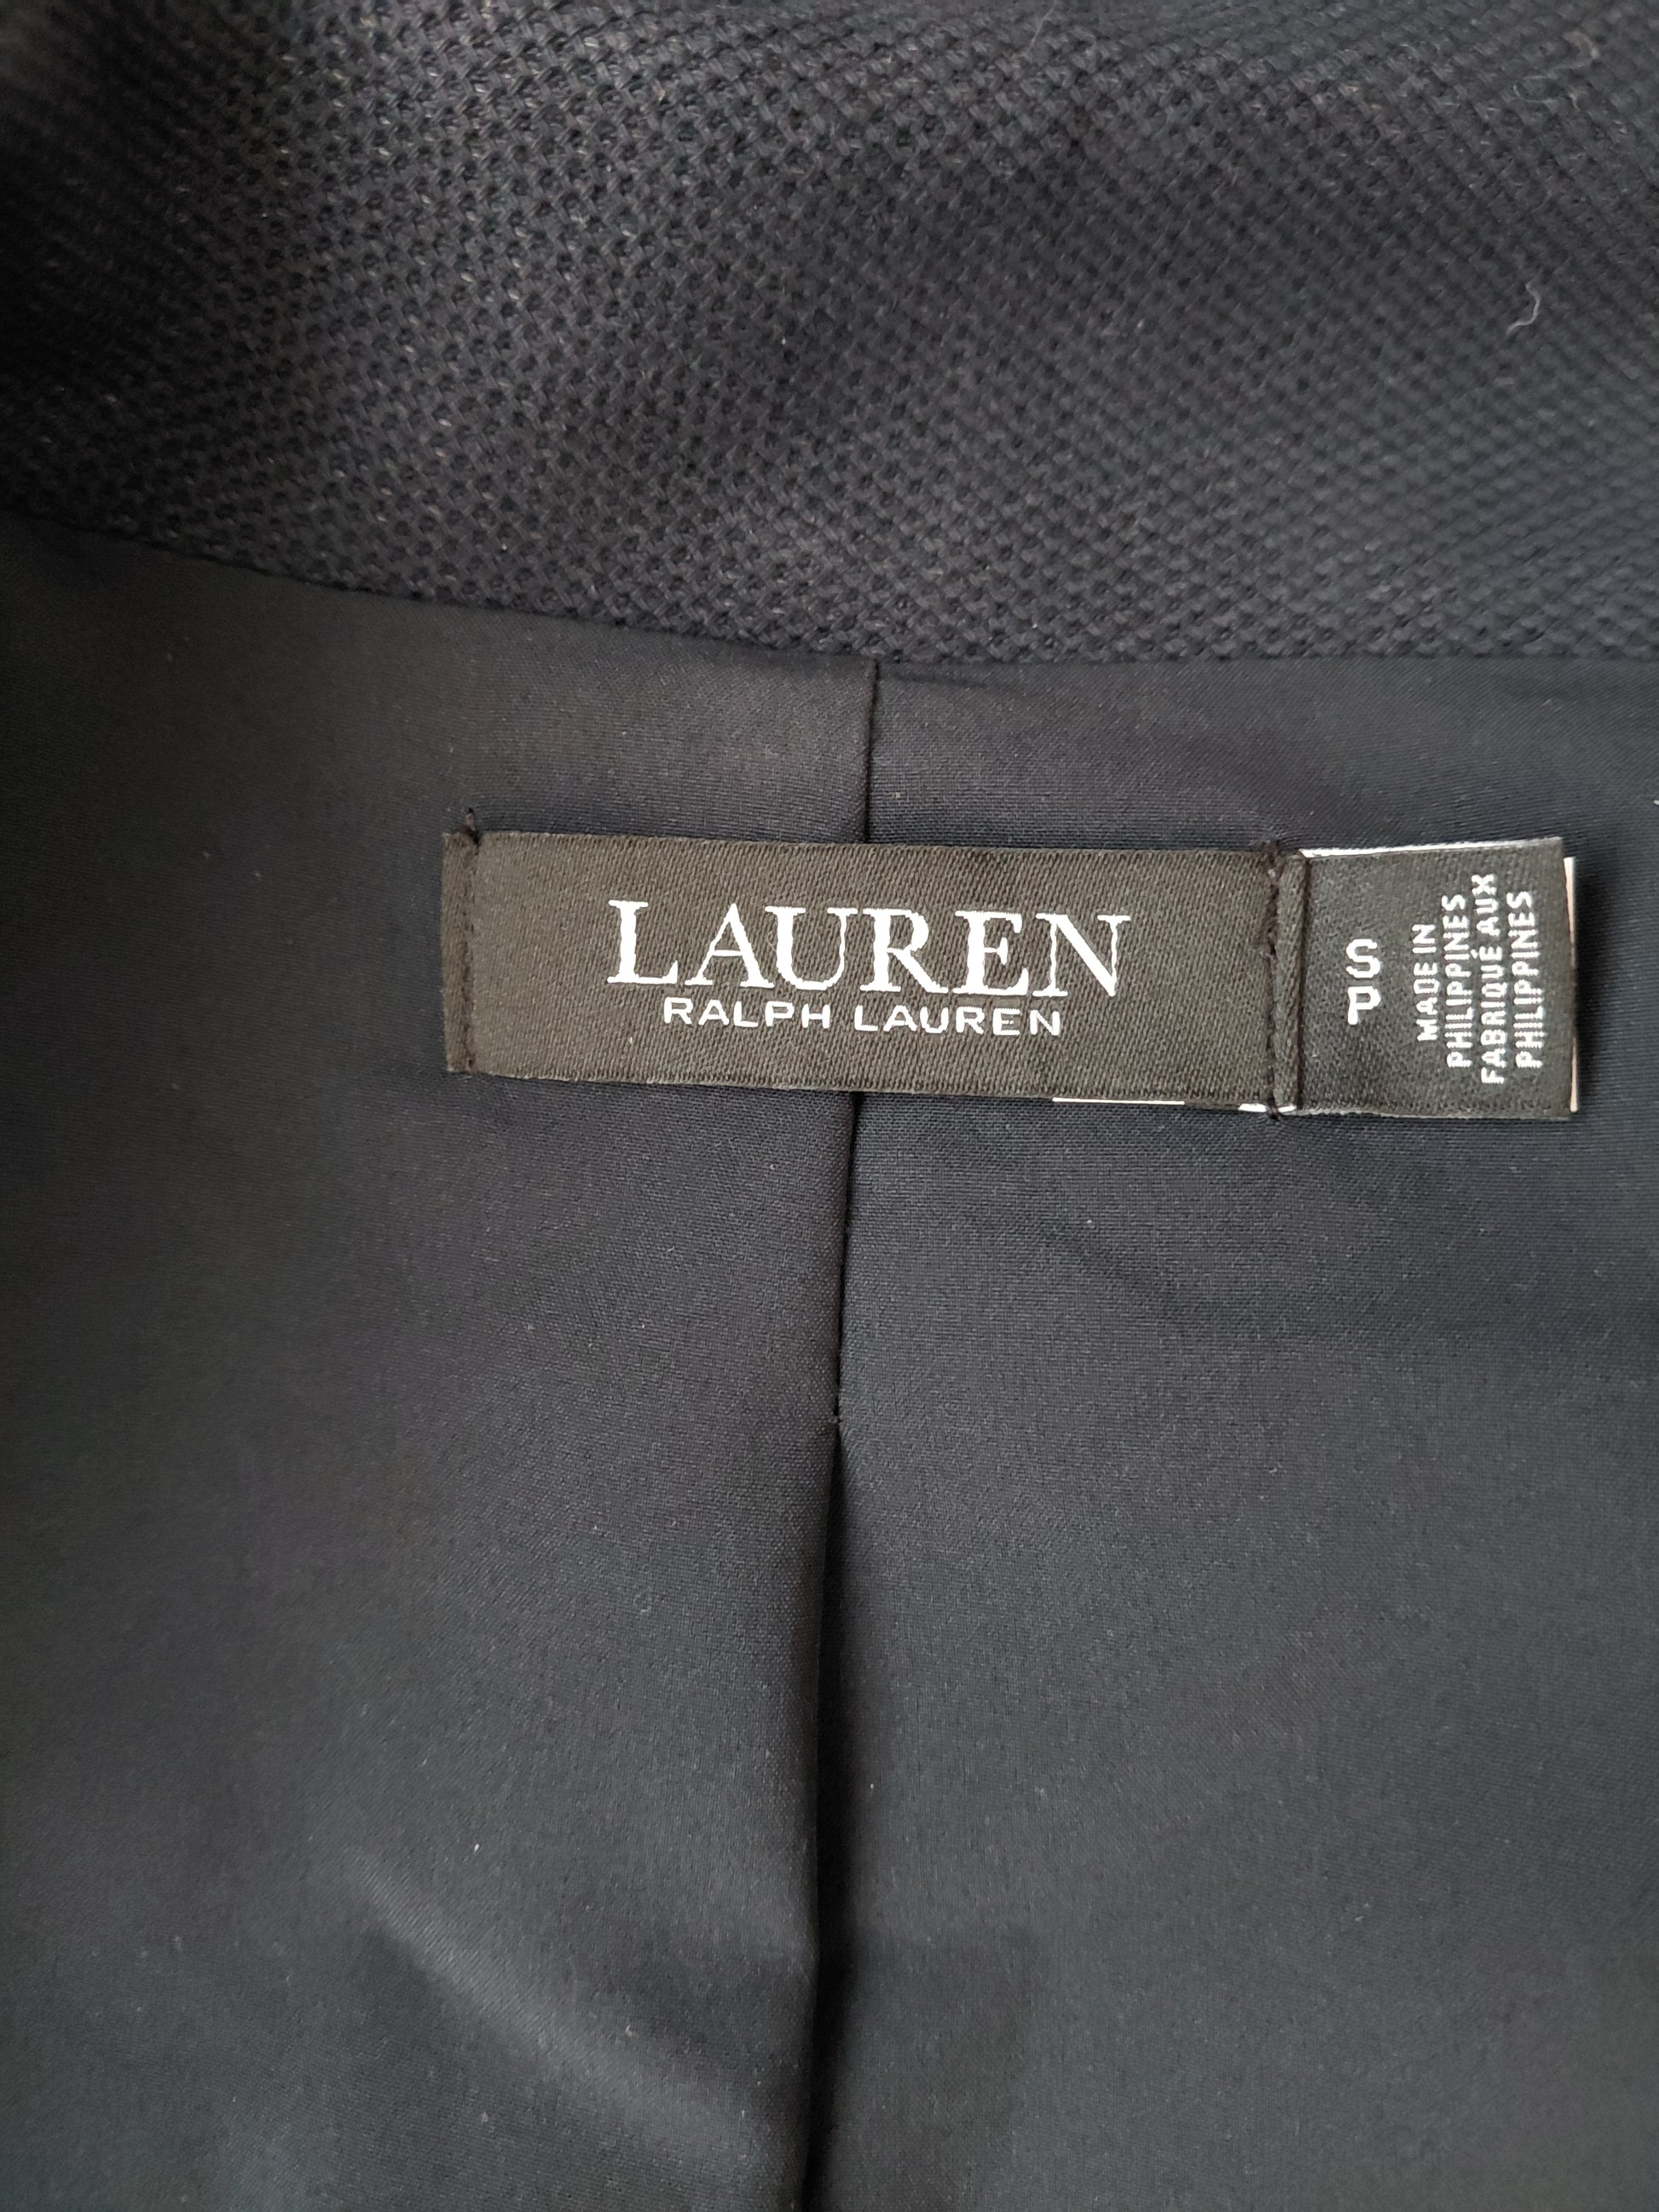 LAUREN
RALPH LAUREN
S
P
MADE IN
PHILIPPINES
FABRIQUÉ AUX
PHILIPPINES